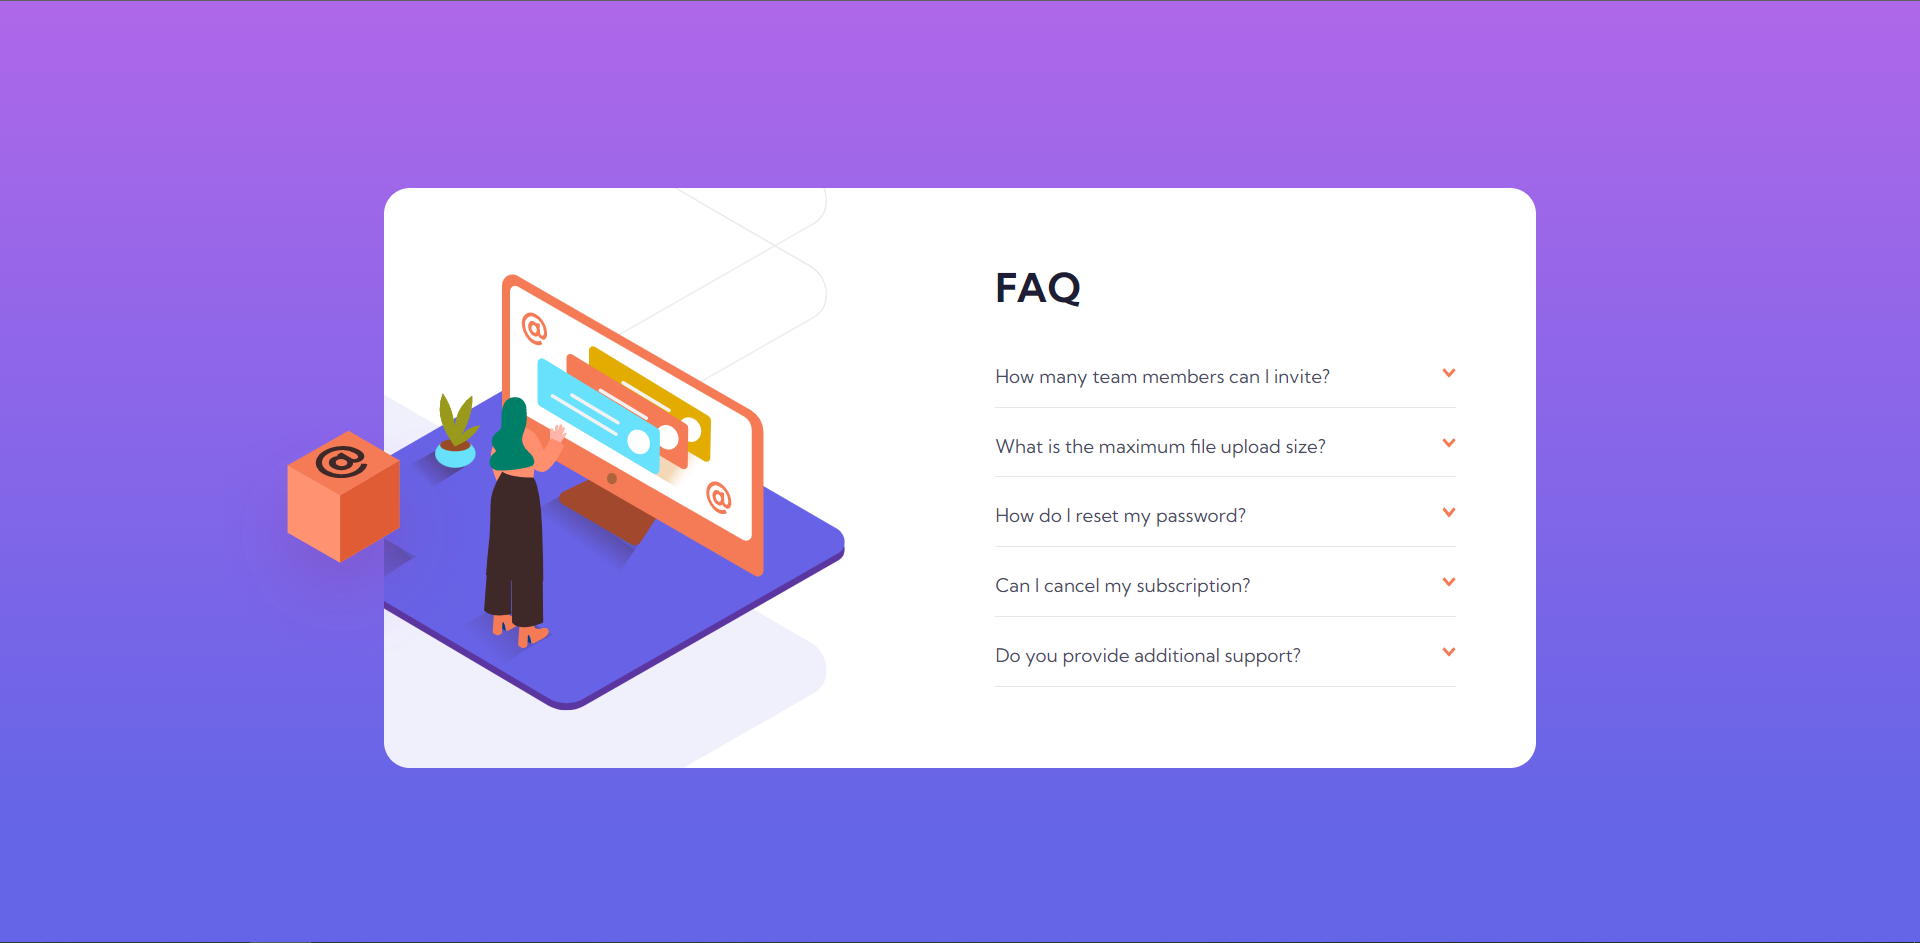 FAQ
How many team members can I invite?
What is the maximum file upload size?
How do I reset my password?
Can I cancel my subscription?
Do you provide additional support?
@
@
@